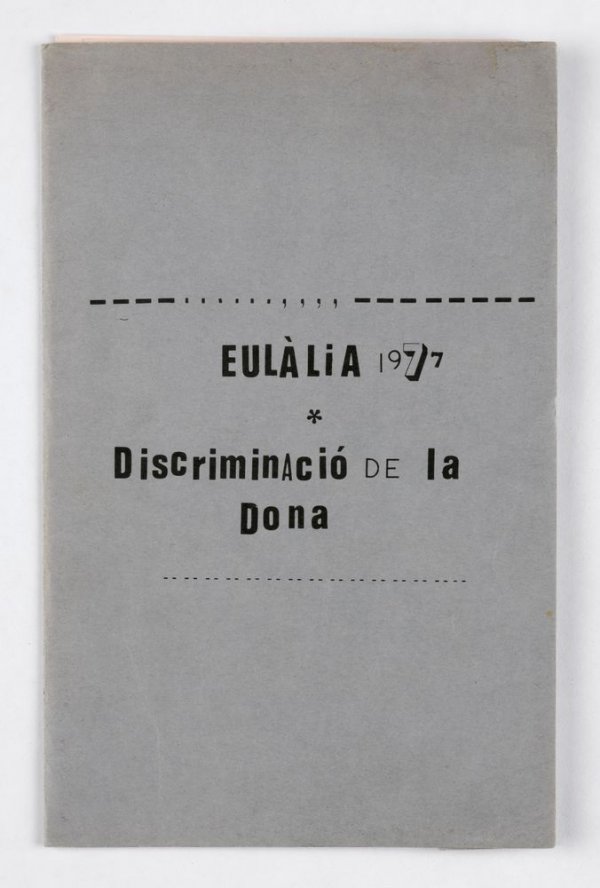 EULÀLiA 1977
*
DiscriminAció DE la
Dona